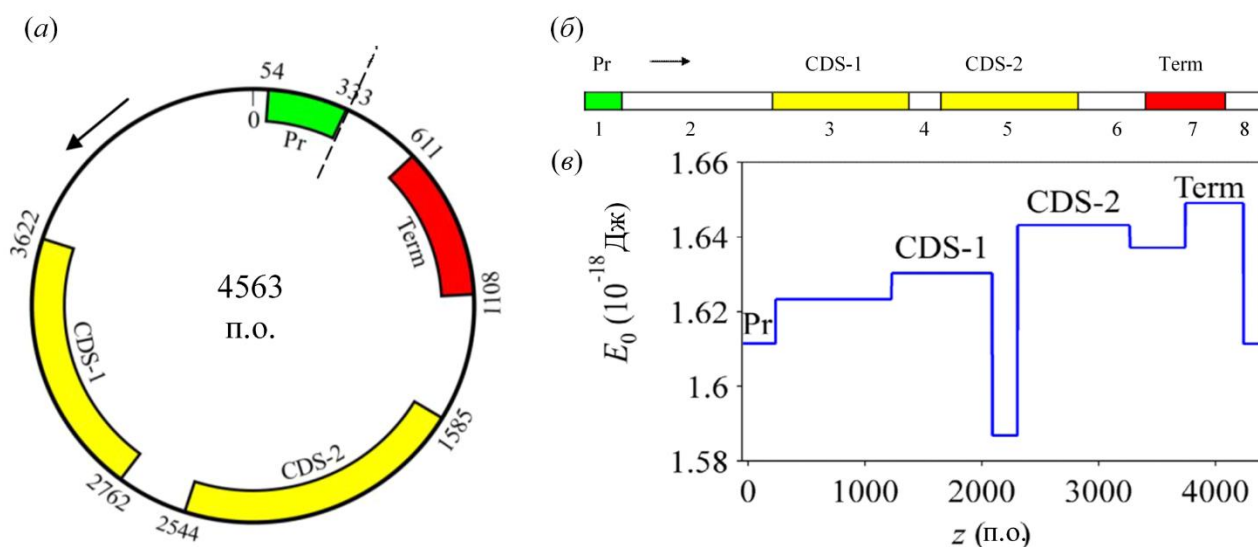 (а)
54
333
0
Pr
611
Term
1108
3622
4563
п.о.
CDS-1
CDS-2
1585
2762
2544
(б)
Pr CDS-1 CDS-2 Term
1 2 3 4 5 6 7 8
(в)
1.66
1.64
1.62
1.6
1.58
E₀ (10⁻¹⁸ Дж)
Pr
CDS-1
CDS-2
Term
0 1000 2000 3000 4000
z (п.о.)